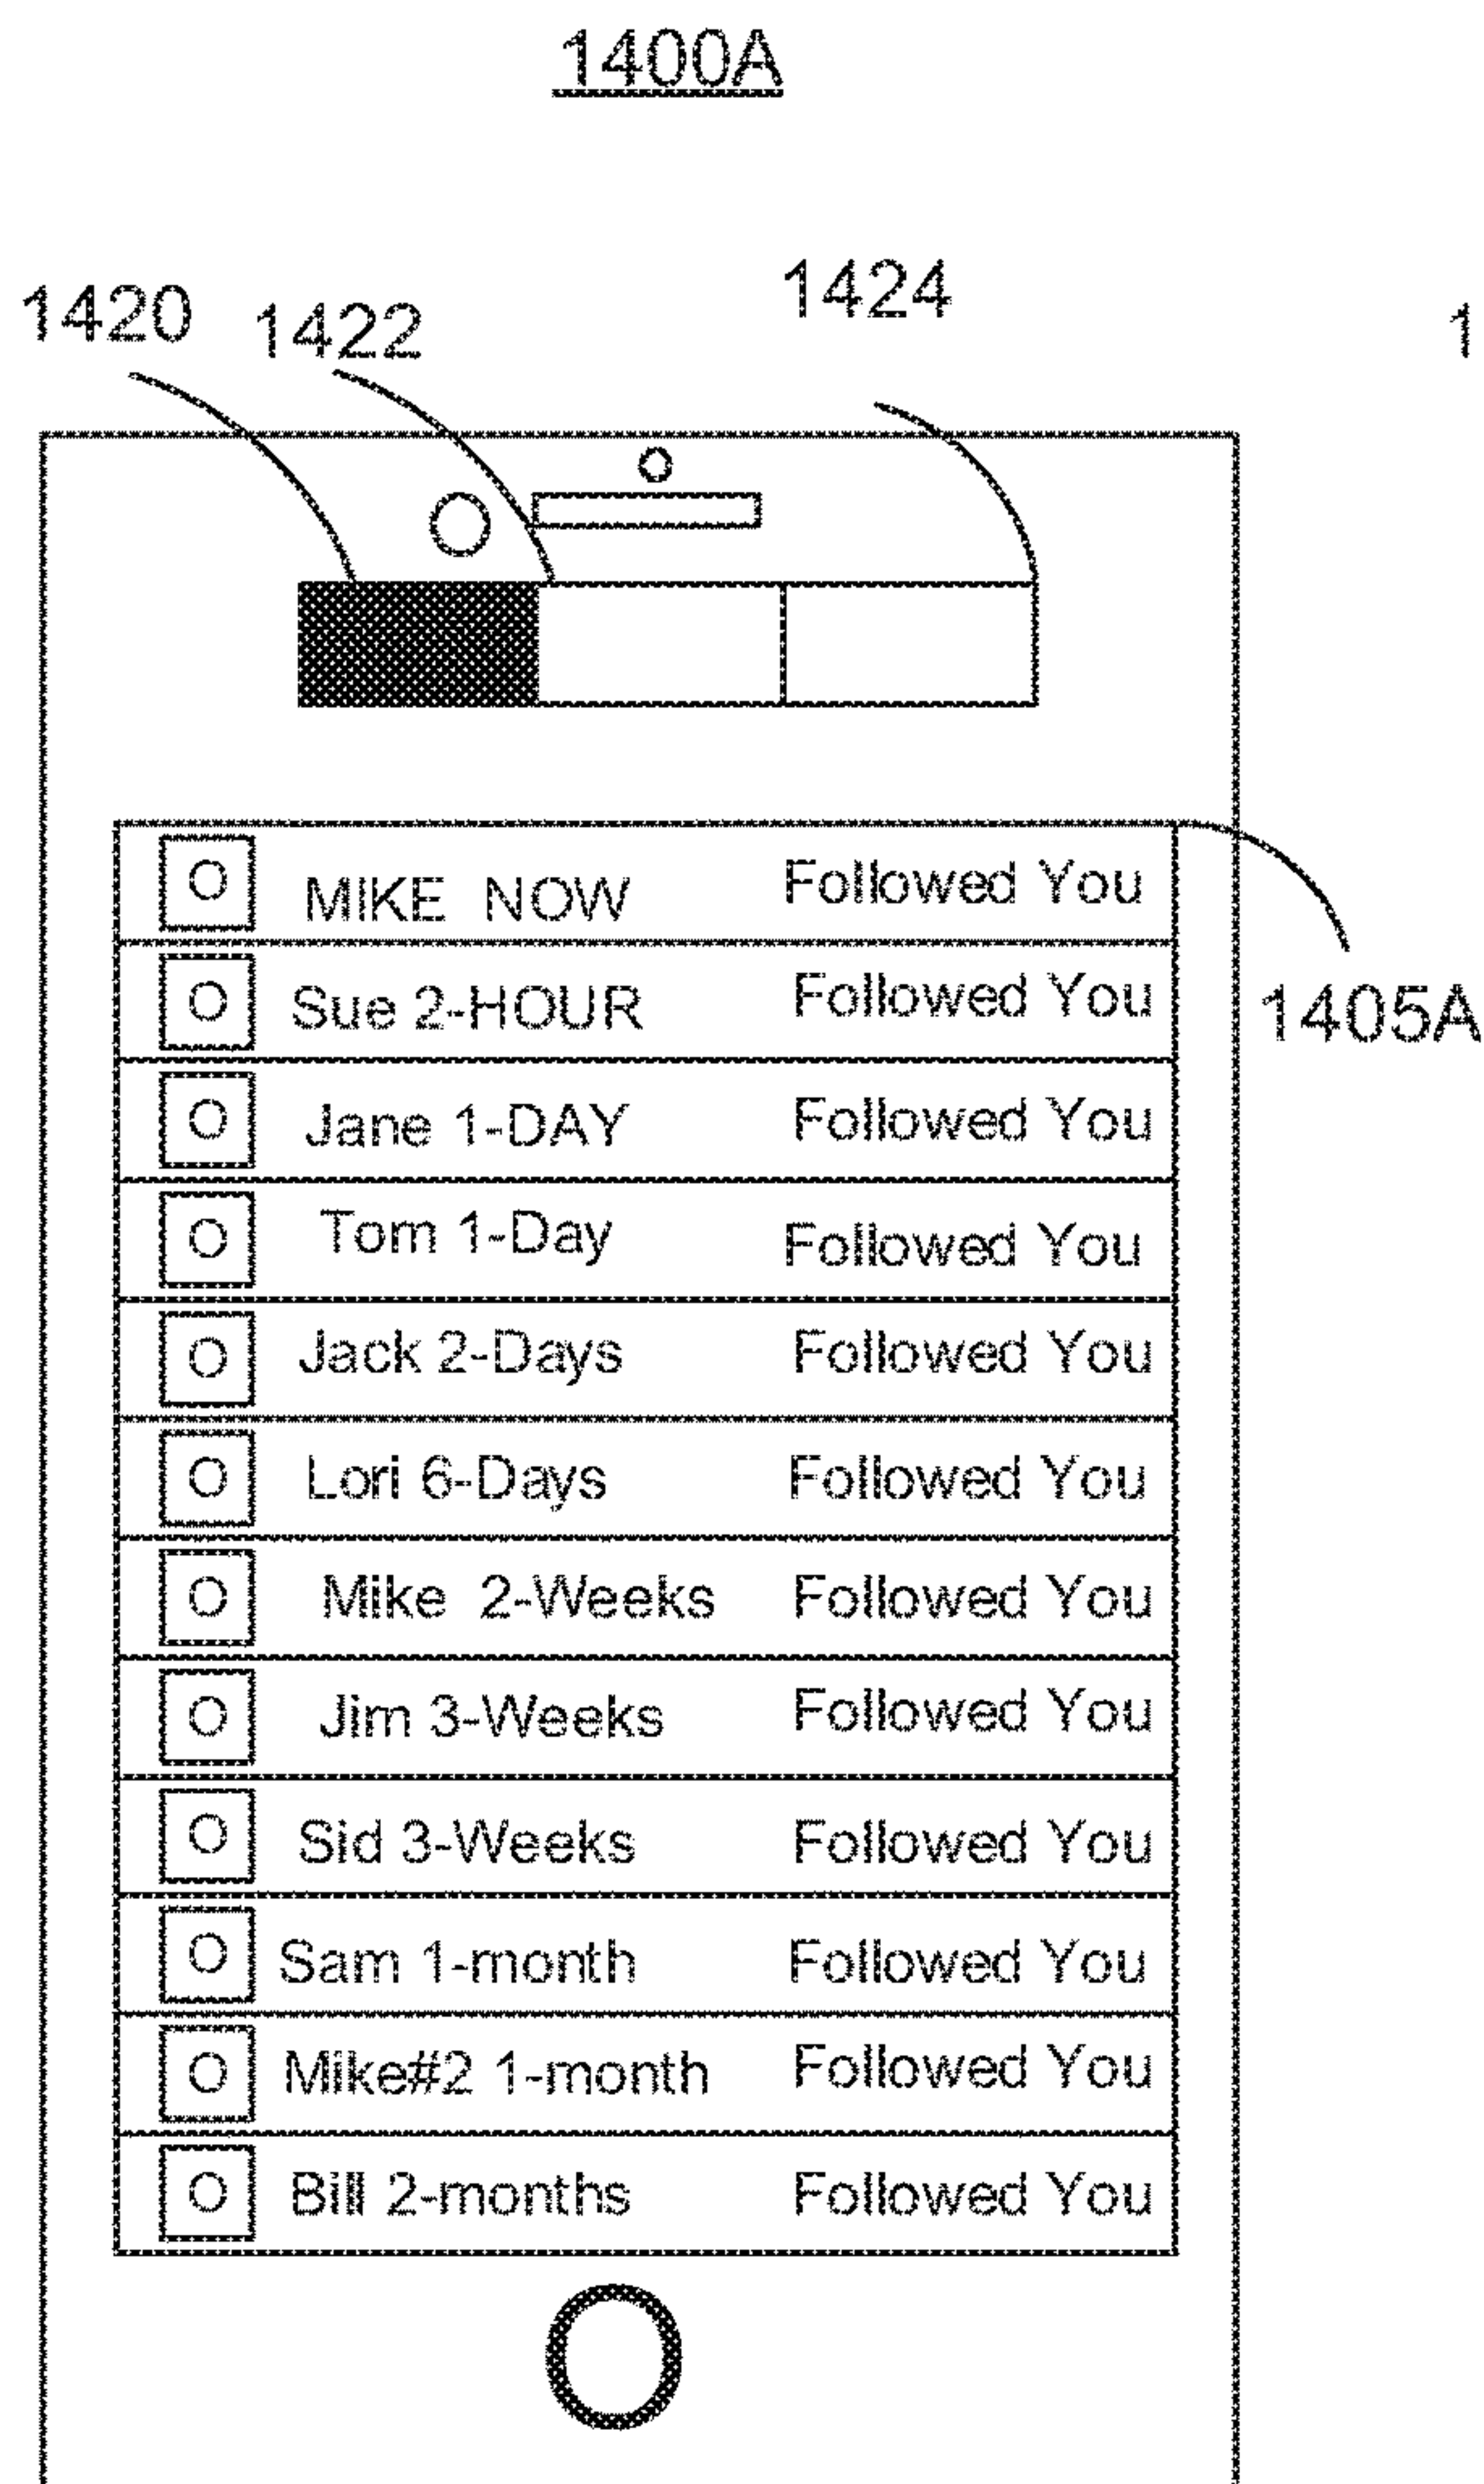 1400A
1420 1422 1424
1
MIKE NOW Followed You
Sue 2-HOUR Followed You
1405A
Jane 1-DAY Followed You
Tom 1-Day Followed You
Jack 2-Days Followed You
Lori 6-Days Followed You
Mike 2-Weeks Followed You
Jim 3-Weeks Followed You
Sid 3-Weeks Followed You
Sam 1-month Followed You
Mike#2 1-month Followed You
Bill 2-months Followed You